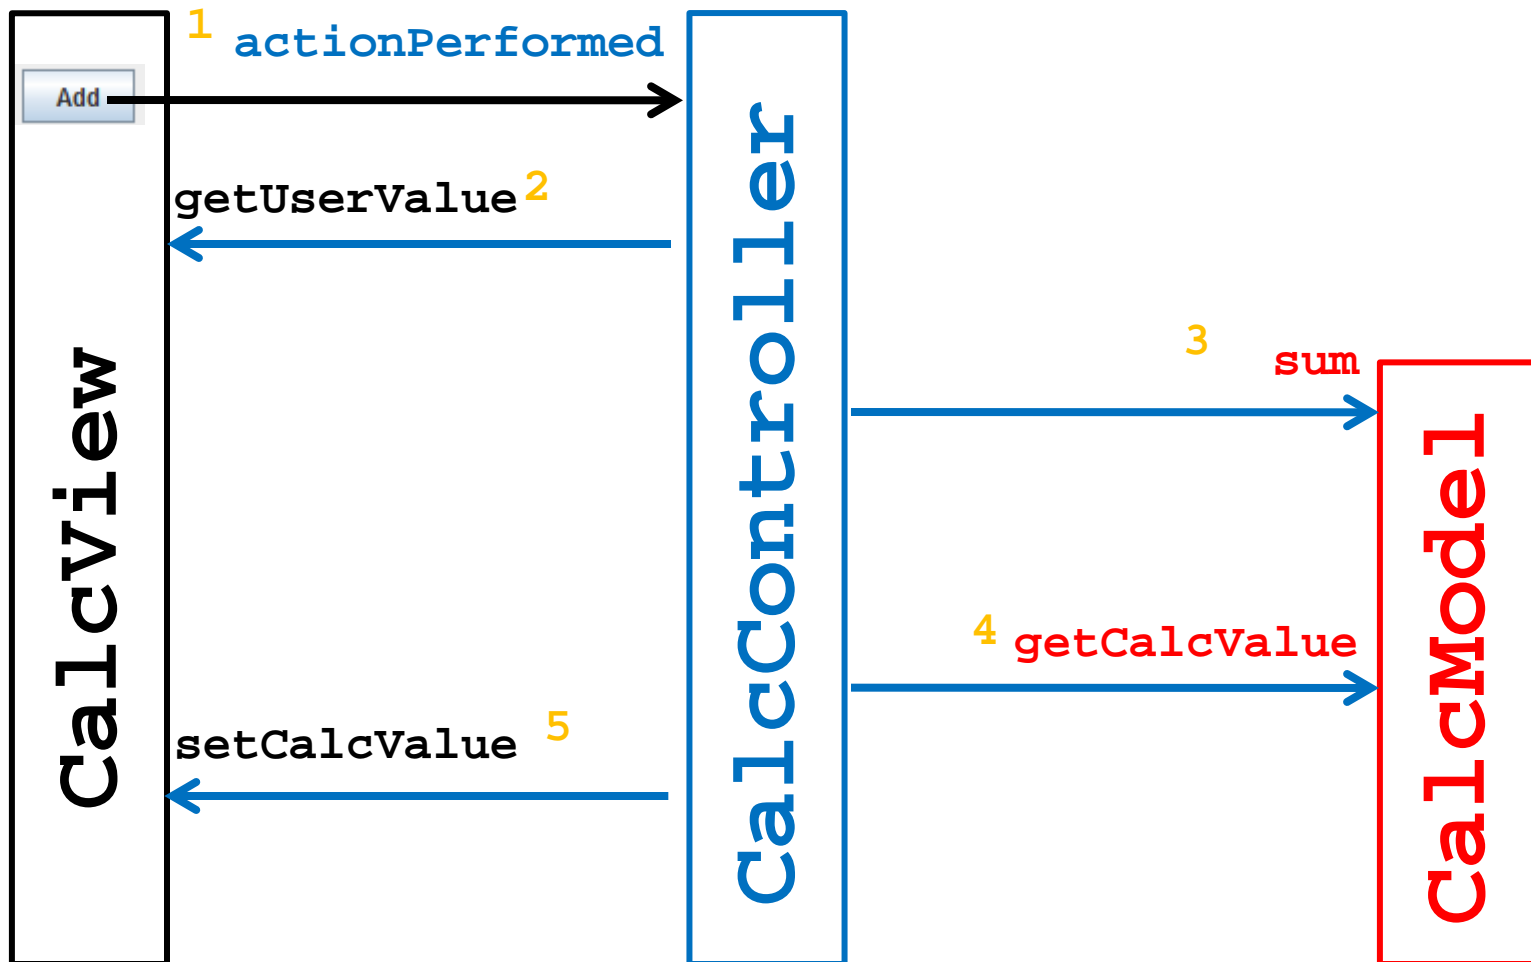 1 actionPerformed
Add
getUserValue 2
3 sum
4 getCalcValue
setCalcValue 5
CalcView
CalcController
CalcModel